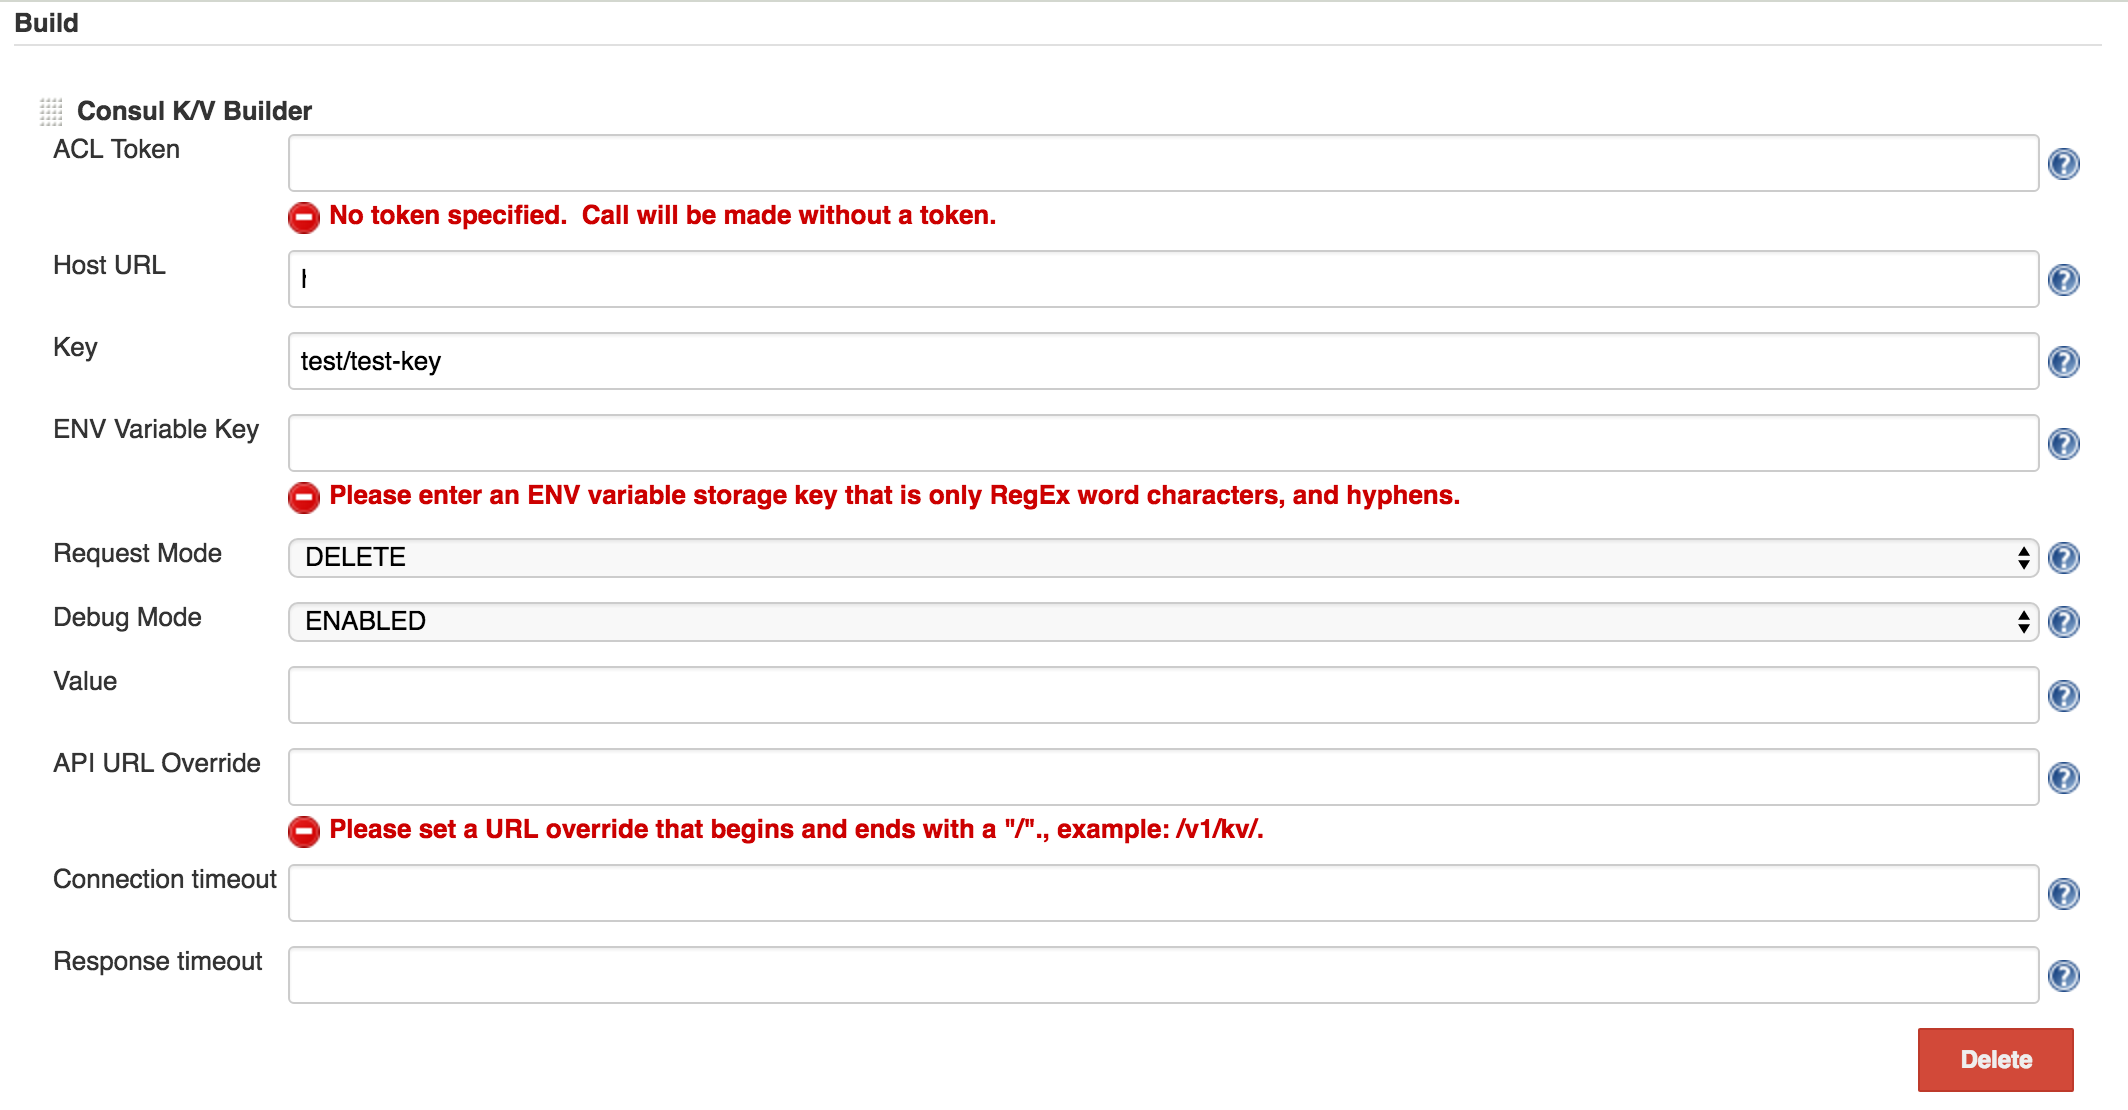 Build
Consul K/V Builder
ACL Token
No token specified.  Call will be made without a token.
Host URL
Key
test/test-key
ENV Variable Key
Please enter an ENV variable storage key that is only RegEx word characters, and hyphens.
Request Mode
DELETE
Debug Mode
ENABLED
Value
API URL Override
Please set a URL override that begins and ends with a "/"., example: /v1/kv/.
Connection timeout
Response timeout
Delete